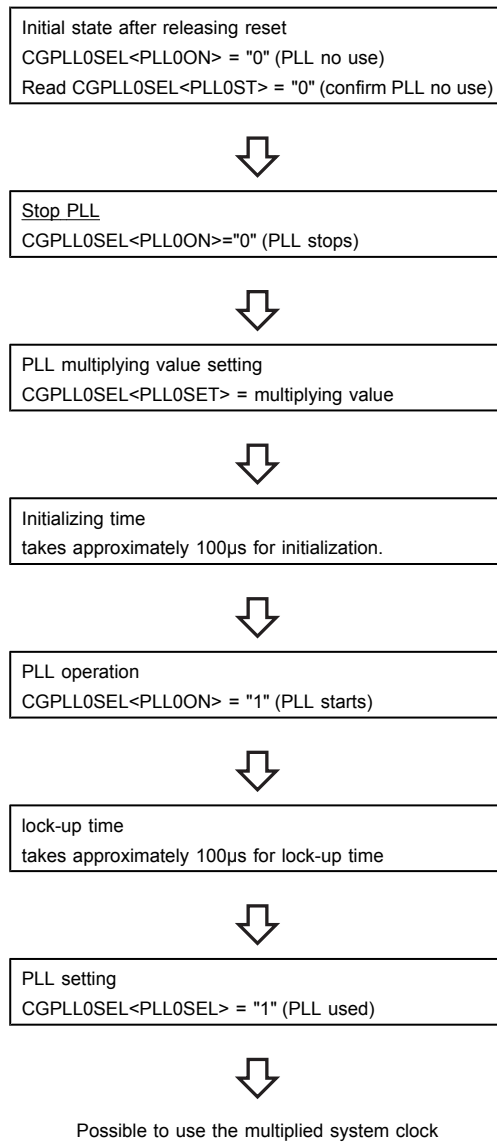 Initial state after releasing reset
CGPLL0SEL<PLL0ON> = "0" (PLL no use)
Read CGPLL0SEL<PLL0ST> = "0" (confirm PLL no use)
Stop PLL
CGPLL0SEL<PLL0ON>="0" (PLL stops)
PLL multiplying value setting
CGPLL0SEL<PLL0SET> = multiplying value
Initializing time
takes approximately 100µs for initialization.
PLL operation
CGPLL0SEL<PLL0ON> = "1" (PLL starts)
lock-up time
takes approximately 100µs for lock-up time
PLL setting
CGPLL0SEL<PLL0SEL> = "1" (PLL used)
Possible to use the multiplied system clock